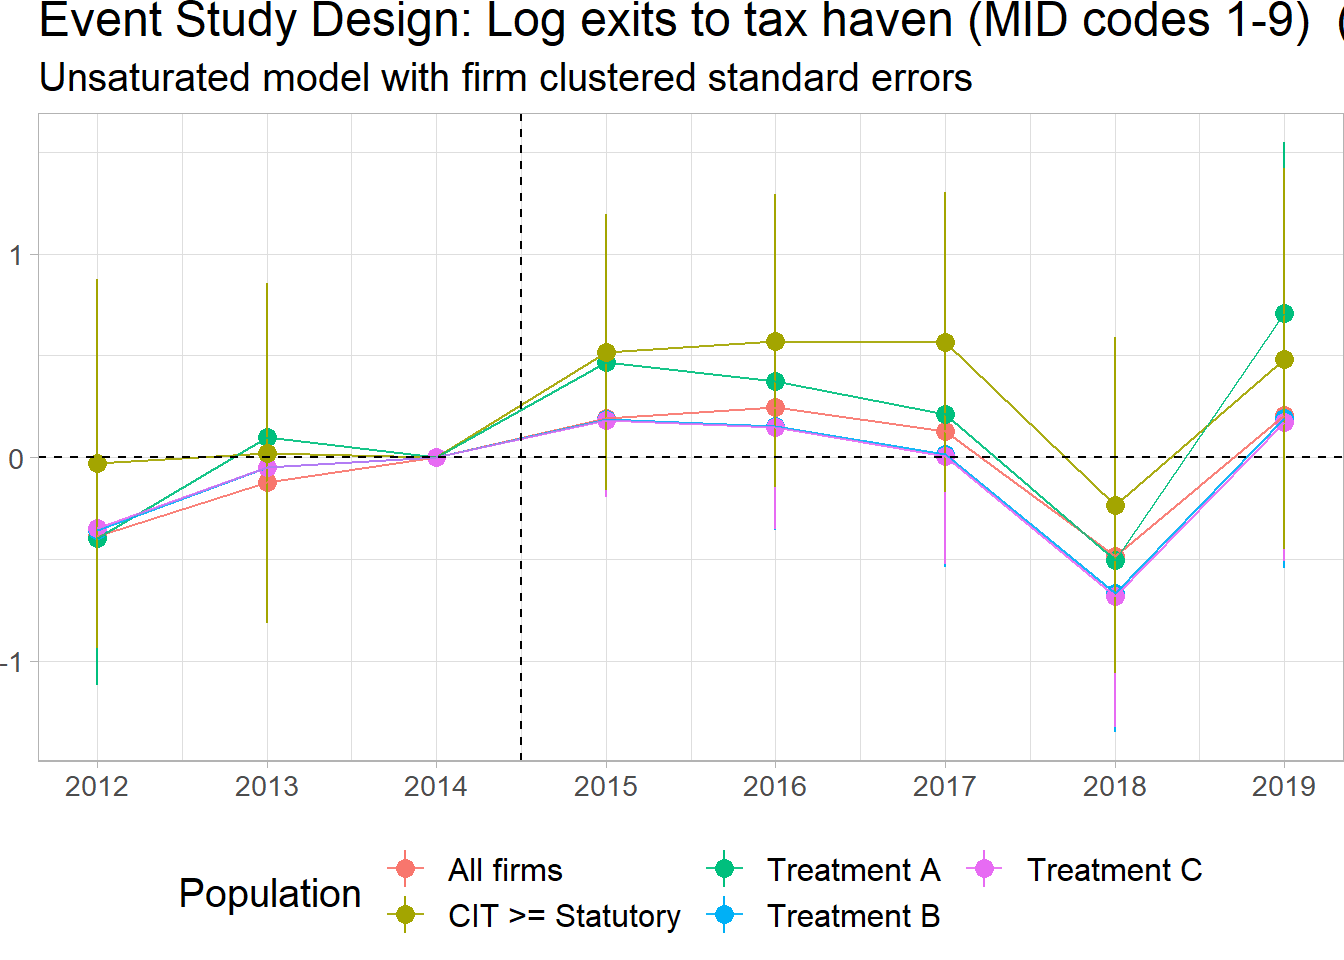 Event Study Design: Log exits to tax haven (MID codes 1-9) (
Unsaturated model with firm clustered standard errors
1
0
-1
2012 2013 2014 2015 2016 2017 2018 2019
Population
All firms Treatment A Treatment C
CIT >= Statutory Treatment B